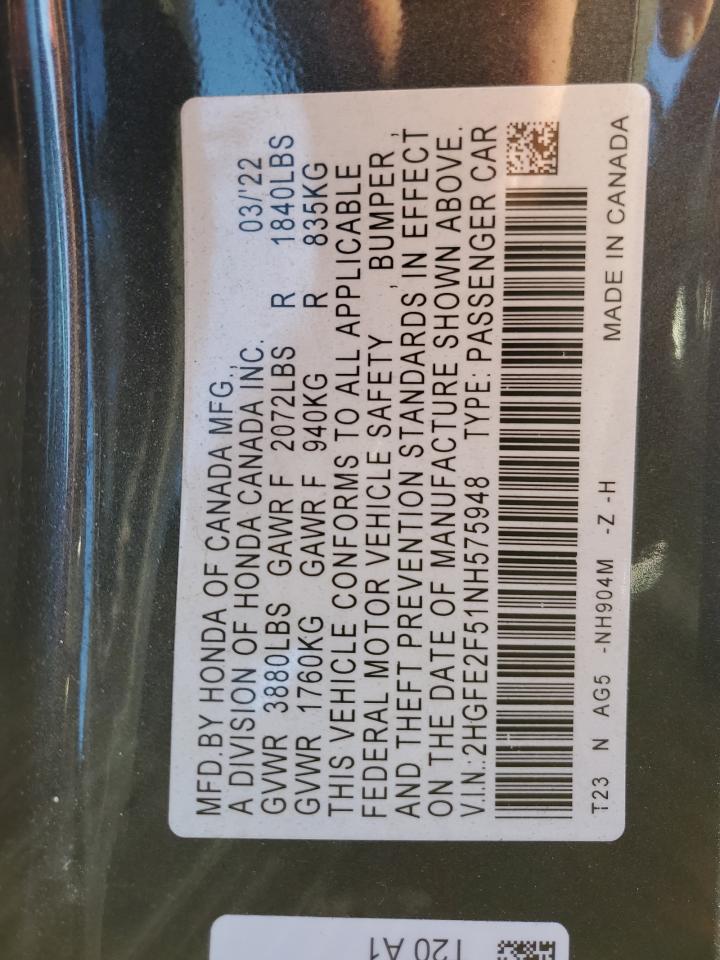 MFD.BY HONDA OF CANADA MFG.,
A DIVISION OF HONDA CANADA INC. 03/'22
GVWR 3880LBS GAWR F 2072LBS R 1840LBS
GVWR 1760KG GAWR F 940KG R 835KG
THIS VEHICLE CONFORMS TO ALL APPLICABLE
FEDERAL MOTOR VEHICLE SAFETY , BUMPER ,
AND THEFT PREVENTION STANDARDS IN EFFECT
ON THE DATE OF MANUFACTURE SHOWN ABOVE.
V.I.N.:2HGFE2F51NH575948 TYPE: PASSENGER CAR
T23 N AG5 -NH904M -Z -H MADE IN CANADA
T20 A1